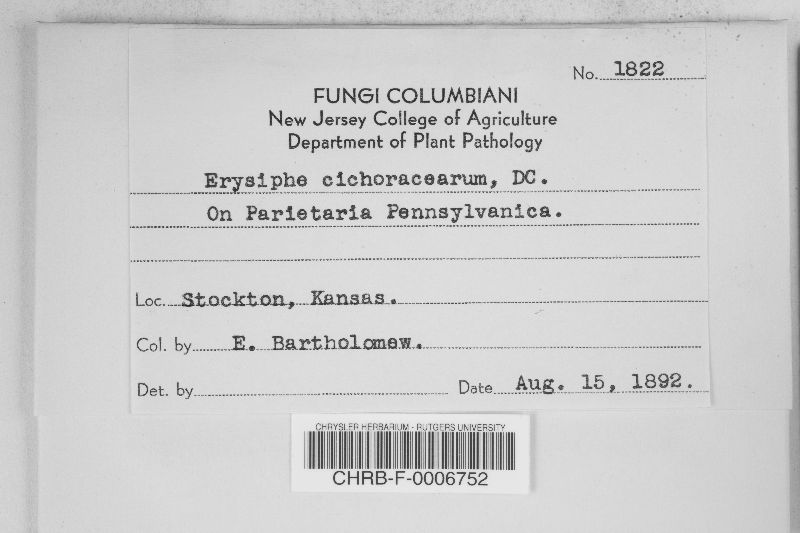 No. 1822
FUNGI COLUMBIANI
New Jersey College of Agriculture
Department of Plant Pathology
Erysiphe cichoracearum, DC.
On Parietaria Pennsylvanica.
Loc. Stockton, Kansas.
Col. by E. Bartholomew.
Det. by Date Aug. 15, 1892.
CHRYSLER HERBARIUM - RUTGERS UNIVERSITY
CHRB-F-0006752